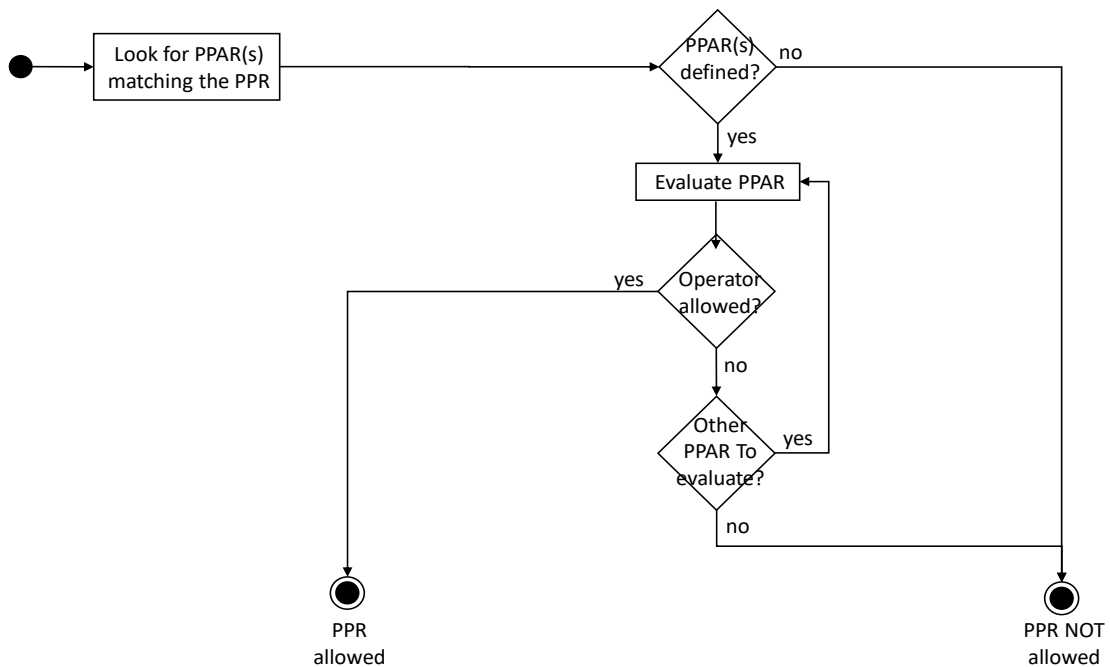 Look for PPAR(s)
matching the PPR
PPAR(s)
defined?
no
yes
Evaluate PPAR
yes
Operator
allowed?
no
Other
PPAR To
evaluate?
yes
no
PPR
allowed
PPR NOT
allowed